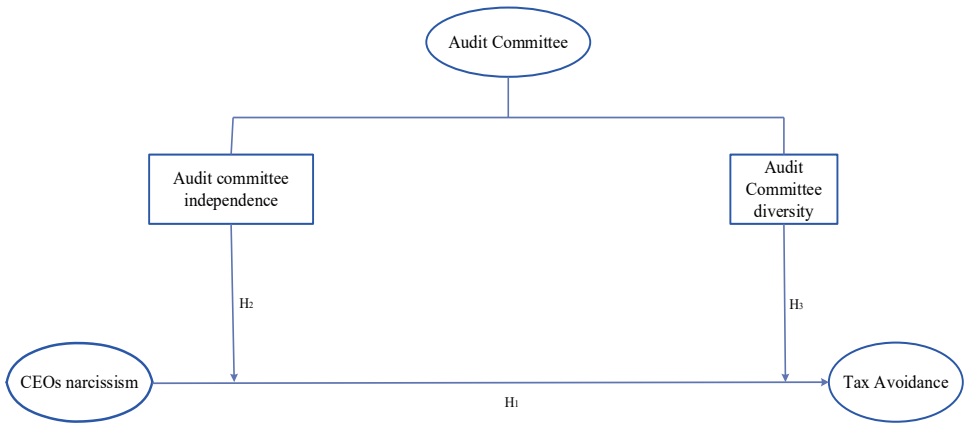 Audit Committee
Audit committee
independence
Audit
Committee
diversity
H2
H3
CEOs narcissism
Tax Avoidance
H1